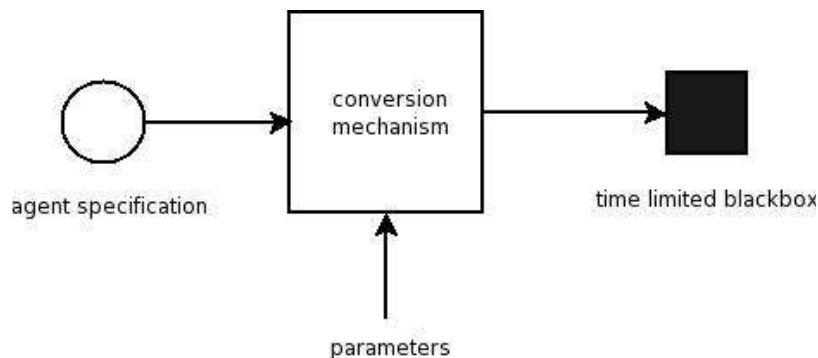 conversion
mechanism
agent specification
time limited blackbox
parameters